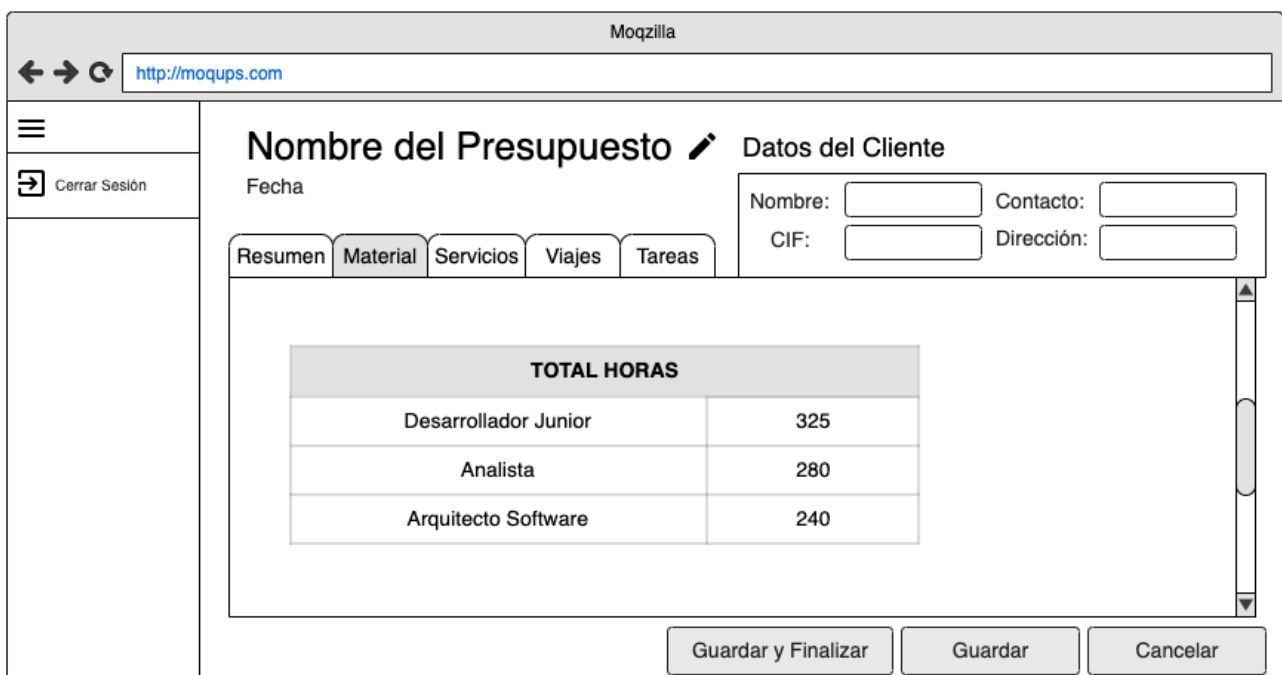 Moqzilla
http://moqups.com
Cerrar Sesión
Nombre del Presupuesto
Fecha
Datos del Cliente
Nombre:
Contacto:
CIF:
Dirección:
Resumen Material Servicios Viajes Tareas
TOTAL HORAS
Desarrollador Junior 325
Analista 280
Arquitecto Software 240
Guardar y Finalizar Guardar Cancelar